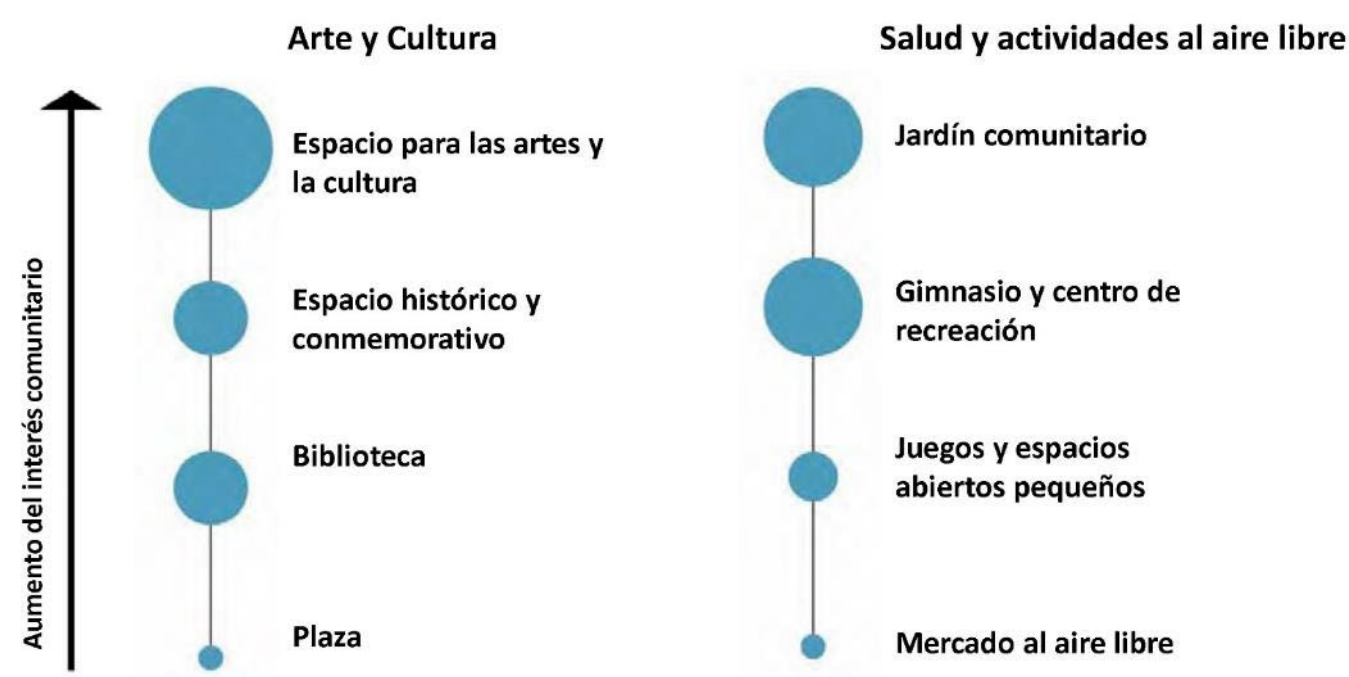 Arte y Cultura
Espacio para las artes y
la cultura
Espacio histórico y
conmemorativo
Biblioteca
Plaza
Aumento del interés comunitario
Salud y actividades al aire libre
Jardín comunitario
Gimnasio y centro de
recreación
Juegos y espacios
abiertos pequeños
Mercado al aire libre